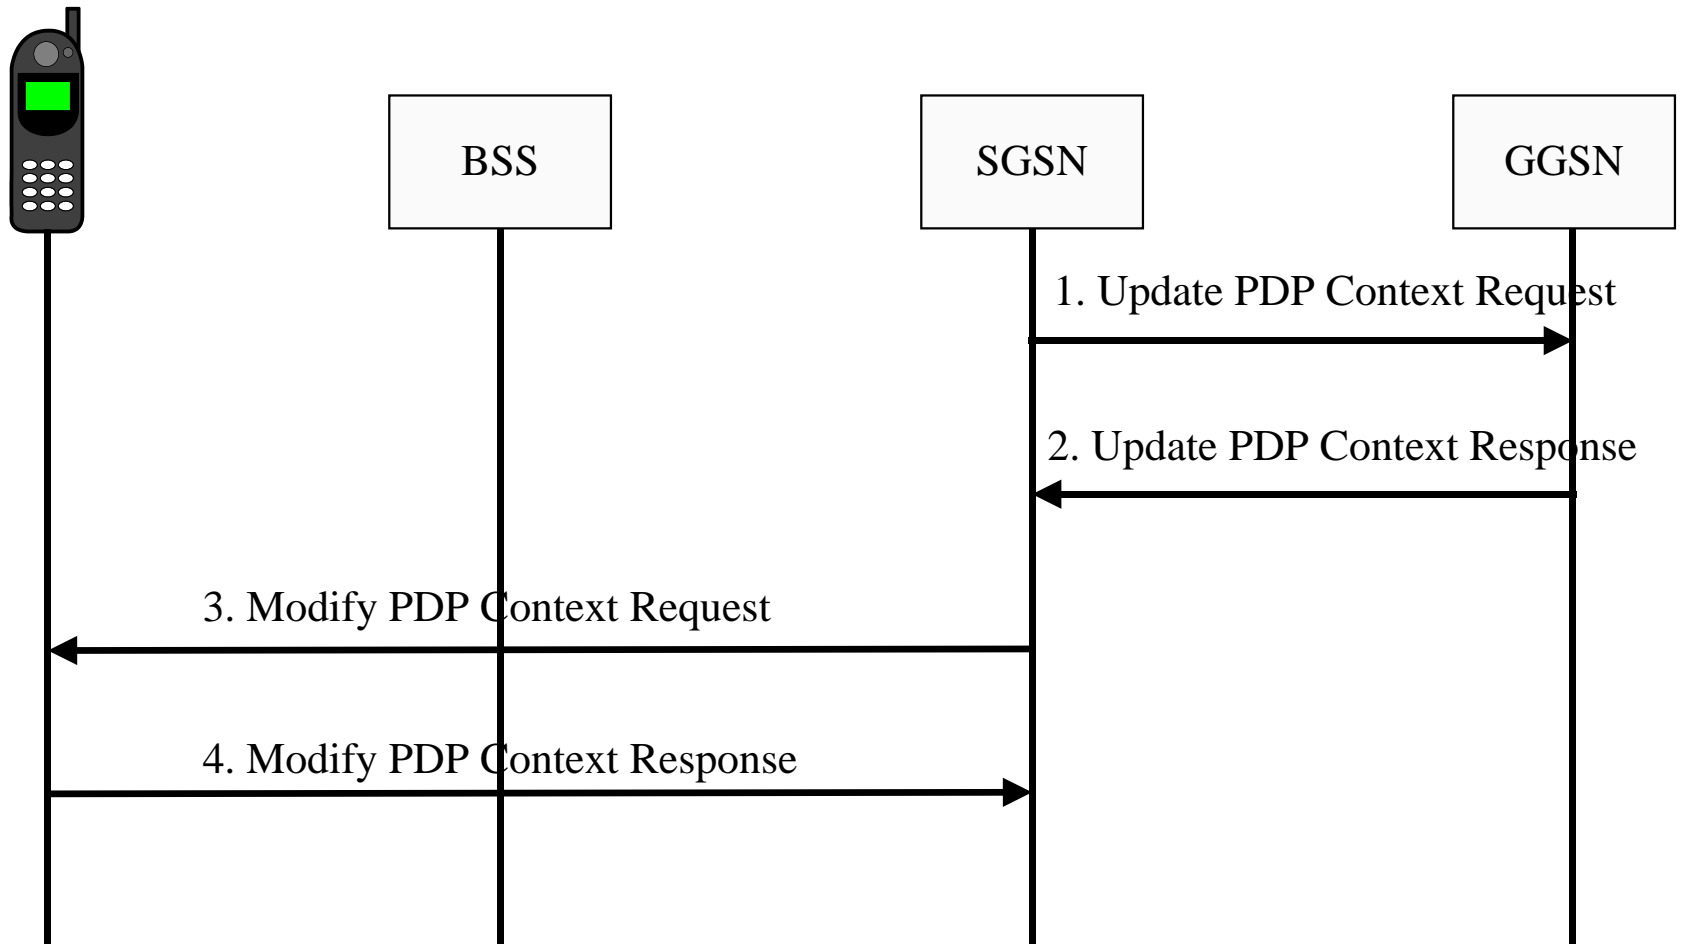 BSS
SGSN
GGSN
1. Update PDP Context Request
2. Update PDP Context Response
3. Modify PDP Context Request
4. Modify PDP Context Response